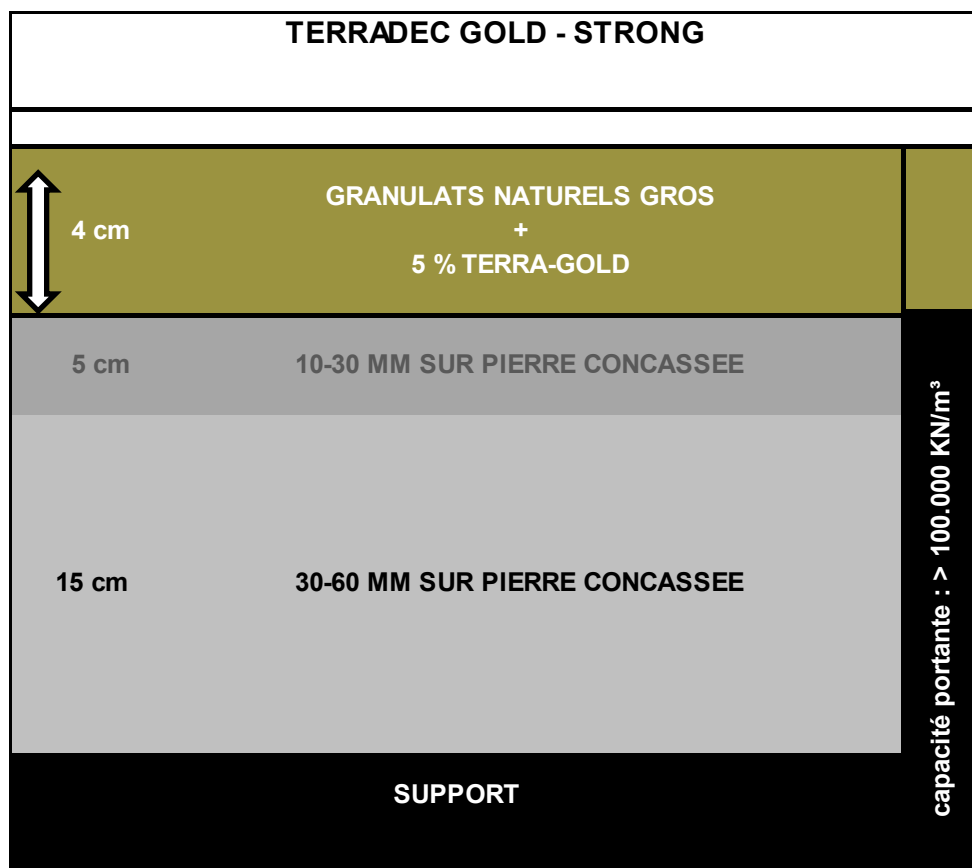 TERRADEC GOLD - STRONG
4 cm
GRANULATS NATURELS GROS
+
5 % TERRA-GOLD
5 cm
10-30 MM SUR PIERRE CONCASSEE
15 cm
30-60 MM SUR PIERRE CONCASSEE
capacité portante : > 100.000 KN/m³
SUPPORT